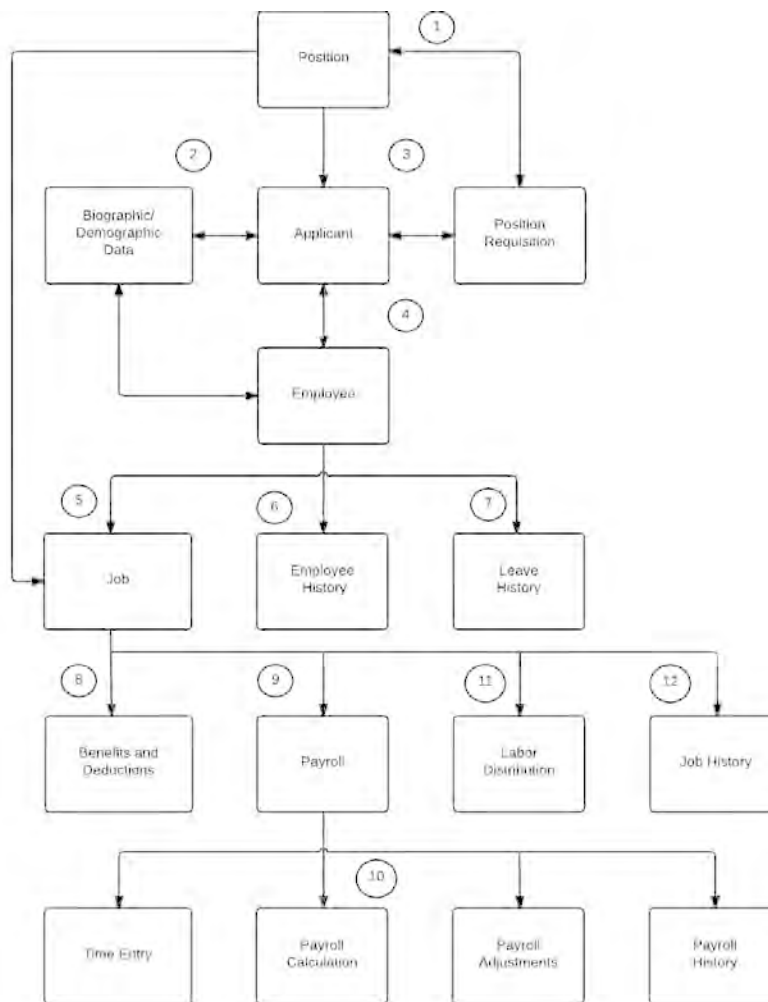 1
Position
2
3
Biographic/
Demographic
Data
Applicant
Position
Requisition
4
Employee
5
6
7
Job
Employee
History
Leave
History
8
9
11
12
Benefits and
Deductions
Payroll
Labor
Distribution
Job History
10
Time Entry
Payroll
Calculation
Payroll
Adjustments
Payroll
History